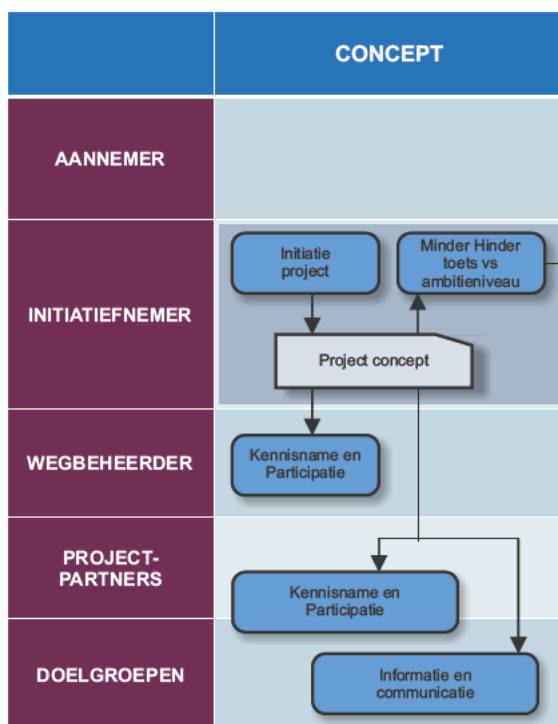 CONCEPT
AANNEMER
INITIATIEFNEMER
Initiatie
project
Minder Hinder
toets vs
ambitieniveau
Project concept
WEGBEHEERDER
Kennisname en
Participatie
PROJECT-
PARTNERS
Kennisname en
Participatie
DOELGROEPEN
Informatie en
communicatie